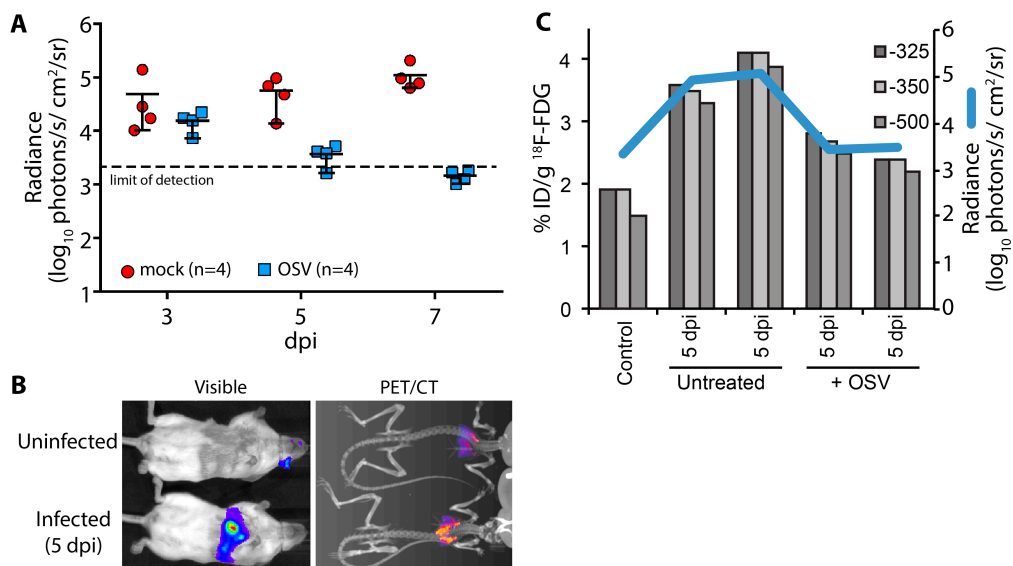 A
Radiance
(log10 photons/s/ cm²/sr)
6
5
4
3
2
1
limit of detection
mock (n=4)
OSV (n=4)
3
5
7
dpi
B
Visible
PET/CT
Uninfected
Infected
(5 dpi)
C
% ID/g ¹⁸F-FDG
4
3
2
1
0
-325
-350
-500
6
5
4
3
2
1
0
Radiance
(log10 photons/s/ cm²/sr)
Control
5 dpi
5 dpi
5 dpi
5 dpi
Untreated
+ OSV